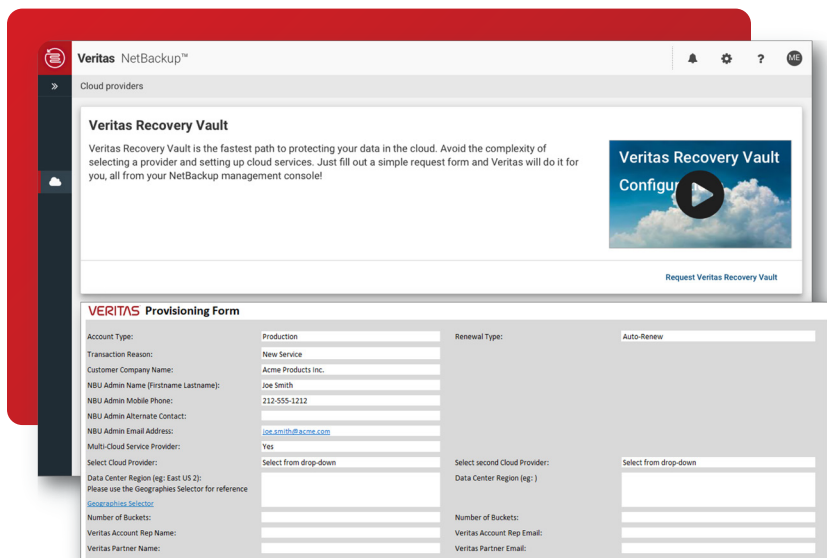 Veritas NetBackup™
ME
Cloud providers
Veritas Recovery Vault
Veritas Recovery Vault is the fastest path to protecting your data in the cloud. Avoid the complexity of
selecting a provider and setting up cloud services. Just fill out a simple request form and Veritas will do it for
you, all from your NetBackup management console!
Veritas Recovery Vault
Request Veritas Recovery Vault
VERITAS Provisioning Form
Account Type: Production Renewal Type: Auto-Renew
Transaction Reason: New Service
Customer Company Name: Acme Products Inc.
NBU Admin Name (Firstname Lastname): Joe Smith
NBU Admin Mobile Phone: 212-555-1212
NBU Admin Alternate Contact:
NBU Admin Email Address: joe.smith@acme.com
Multi-Cloud Service Provider: Yes
Select Cloud Provider: Select from drop-down Select second Cloud Provider: Select from drop-down
Data Center Region (eg: East US 2): Data Center Region (eg: )
Please use the Geographies Selector for reference
Geographies Selector
Number of Buckets: Number of Buckets:
Veritas Account Rep Name: Veritas Account Rep Email:
Veritas Partner Name: Veritas Partner Email: